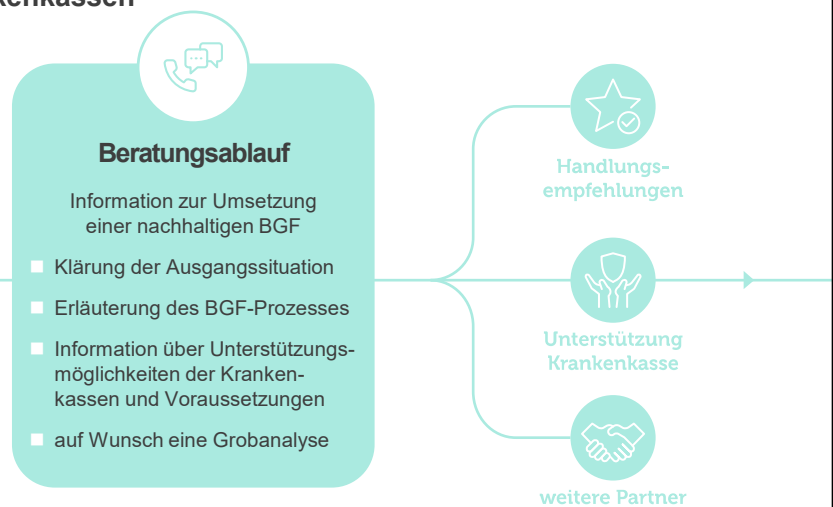 Beratungsablauf
Information zur Umsetzung
einer nachhaltigen BGF
Klärung der Ausgangssituation
Erläuterung des BGF-Prozesses
Information über Unterstützungs-
möglichkeiten der Kranken-
kassen und Voraussetzungen
auf Wunsch eine Grobanalyse
Handlungs-
empfehlungen
Unterstützung
Krankenkasse
weitere Partner